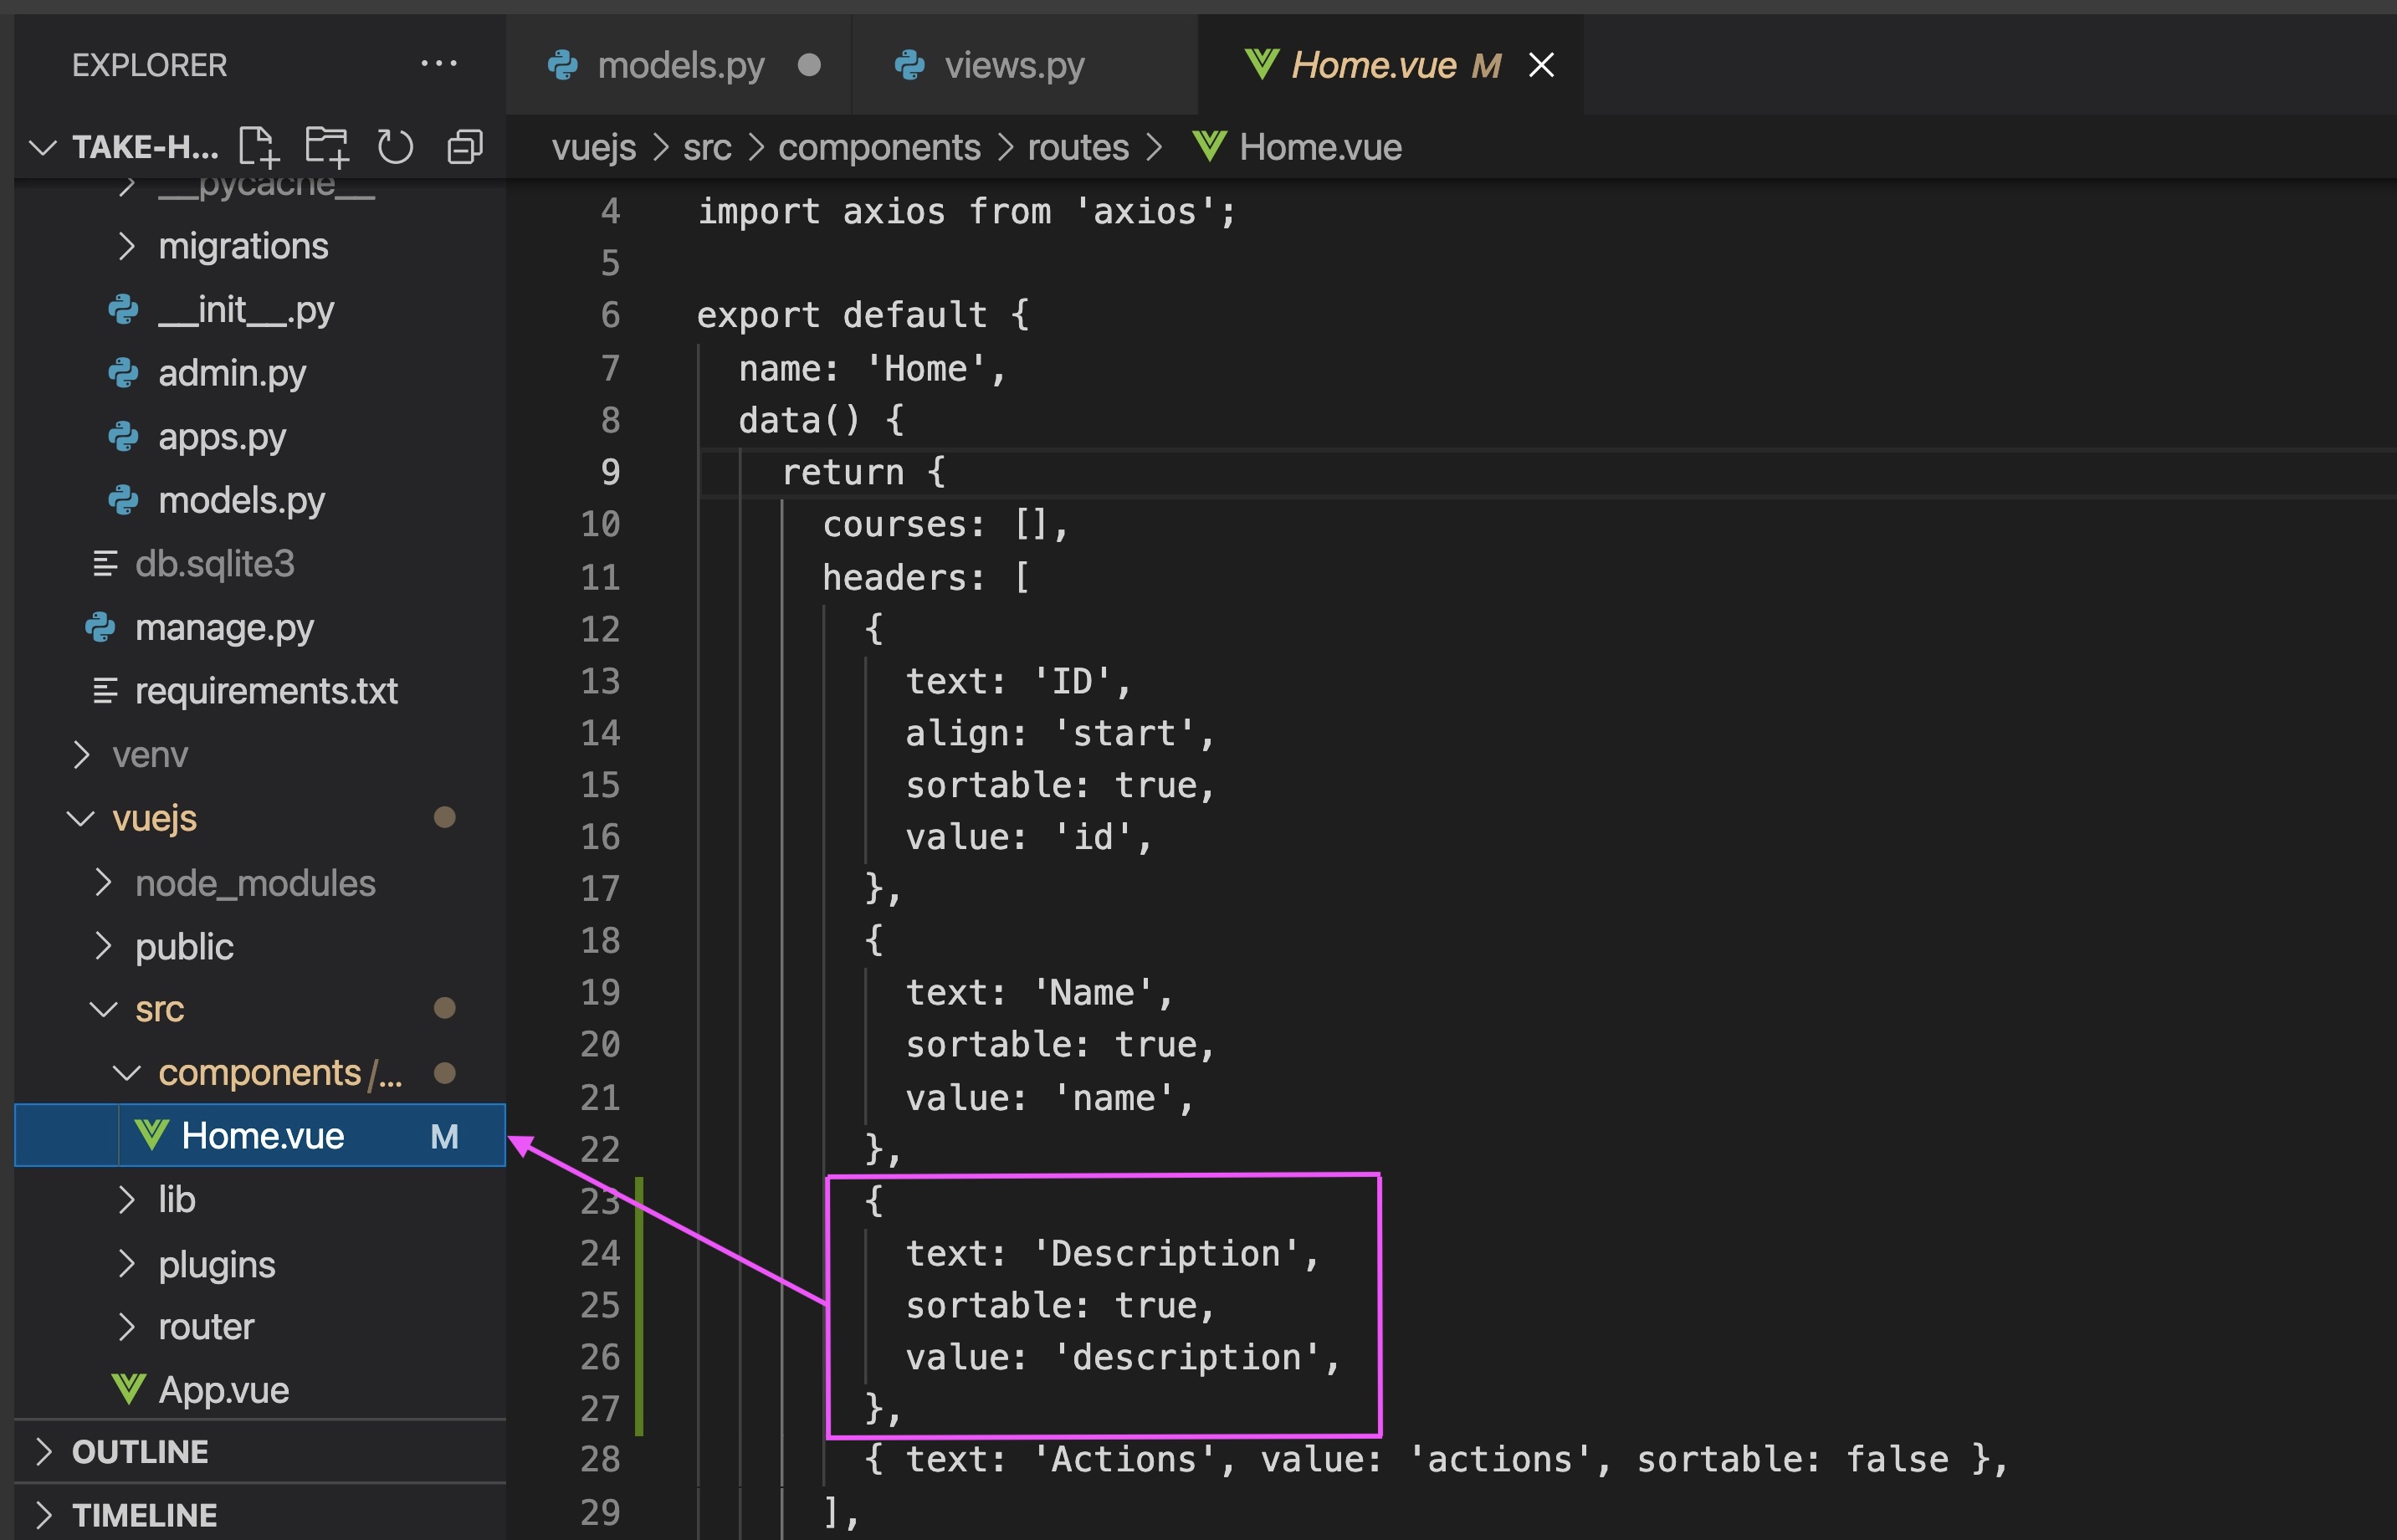 EXPLORER ...
TAKE-H...
__pycache__
migrations
__init__.py
admin.py
apps.py
models.py
db.sqlite3
manage.py
requirements.txt
venv
vuejs
node_modules
public
src
components/...
Home.vue M
lib
plugins
router
App.vue
OUTLINE
TIMELINE
models.py views.py Home.vue M
vuejs > src > components > routes > Home.vue
4 import axios from 'axios';
5
6 export default {
7 name: 'Home',
8 data() {
9 return {
10 courses: [],
11 headers: [
12 {
13 text: 'ID',
14 align: 'start',
15 sortable: true,
16 value: 'id',
17 },
18 {
19 text: 'Name',
20 sortable: true,
21 value: 'name',
22 },
23 {
24 text: 'Description',
25 sortable: true,
26 value: 'description',
27 },
28 { text: 'Actions', value: 'actions', sortable: false },
29 ],